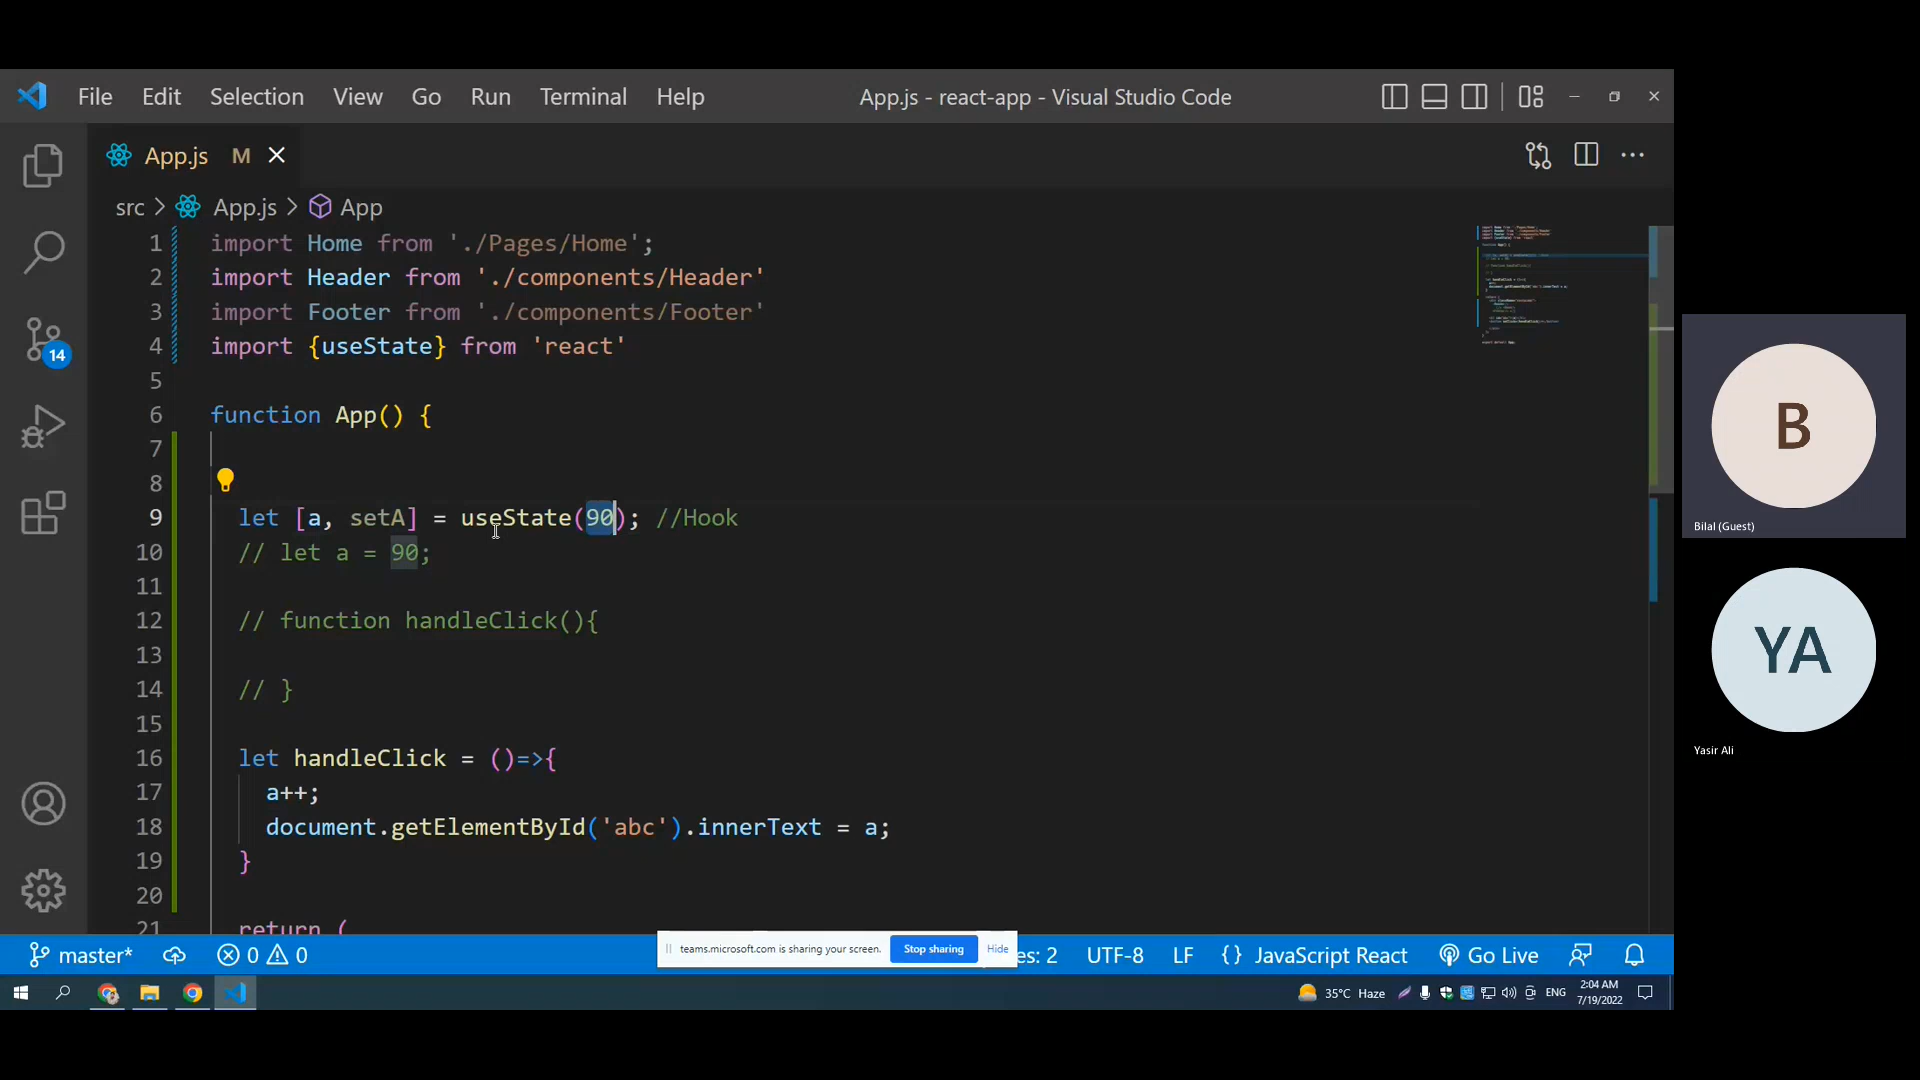 File Edit Selection View Go Run Terminal Help App.js - react-app - Visual Studio Code
App.js M
src > App.js > App
1 import Home from './Pages/Home';
2 import Header from './components/Header'
3 import Footer from './components/Footer'
4 import {useState} from 'react'
5
6 function App() {
7
8
9 let [a, setA] = useState(90); //Hook
10 // let a = 90;
11
12 // function handleClick(){
13
14 // }
15
16 let handleClick = ()=>{
17 a++;
18 document.getElementById('abc').innerText = a;
19 }
20
21 return (
14
B
Bilal (Guest)
YA
Yasir Ali
teams.microsoft.com is sharing your screen. Stop sharing Hide
master* 0 0 es: 2 UTF-8 LF {} JavaScript React Go Live
35°C Haze ENG 2:04 AM
7/19/2022